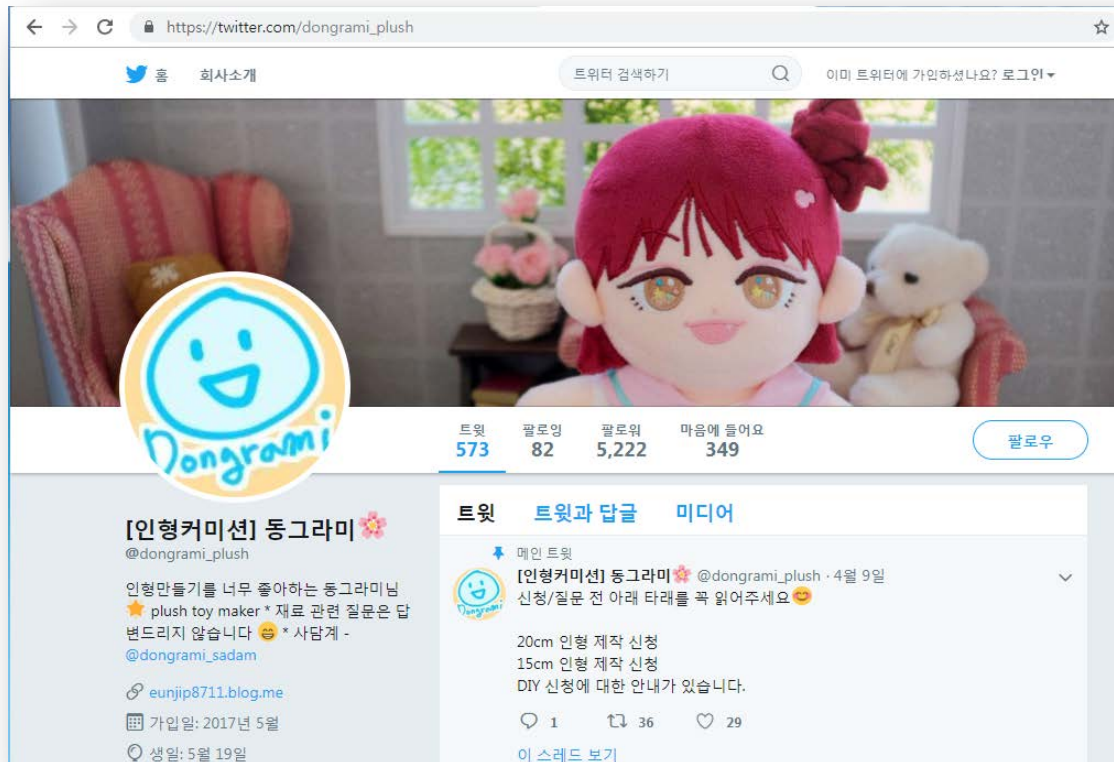 https://twitter.com/dongrami_plush
홈 회사소개
트위터 검색하기
이미 트위터에 가입하셨나요? 로그인
Dongrami
트윗 573
팔로잉 82
팔로워 5,222
마음에 들어요 349
팔로우
[인형커미션] 동그라미🌸
@dongrami_plush
인형만들기를 너무 좋아하는 동그라미님
⭐ plush toy maker * 재료 관련 질문은 답
변드리지 않습니다 😄 * 사담계 -
@dongrami_sadam
eunjip8711.blog.me
가입일: 2017년 5월
생일: 5월 19일
트윗 트윗과 답글 미디어
메인 트윗
[인형커미션] 동그라미🌸 @dongrami_plush · 4월 9일
신청/질문 전 아래 타래를 꼭 읽어주세요😊
20cm 인형 제작 신청
15cm 인형 제작 신청
DIY 신청에 대한 안내가 있습니다.
1 36 29
이 스레드 보기